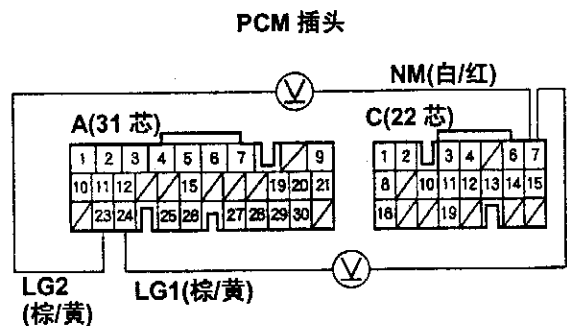 PCM 插头
NM(白/红)
V
A(31 芯)
C(22 芯)
1 2 3 4 5 6 7 9
1 2 3 4 6 7
10 11 12 15 19 20 21
8 10 11 12 13 14 15
23 24 25 26 27 28 29 30
16 19
V
LG2
(棕/黄)
LG1(棕/黄)